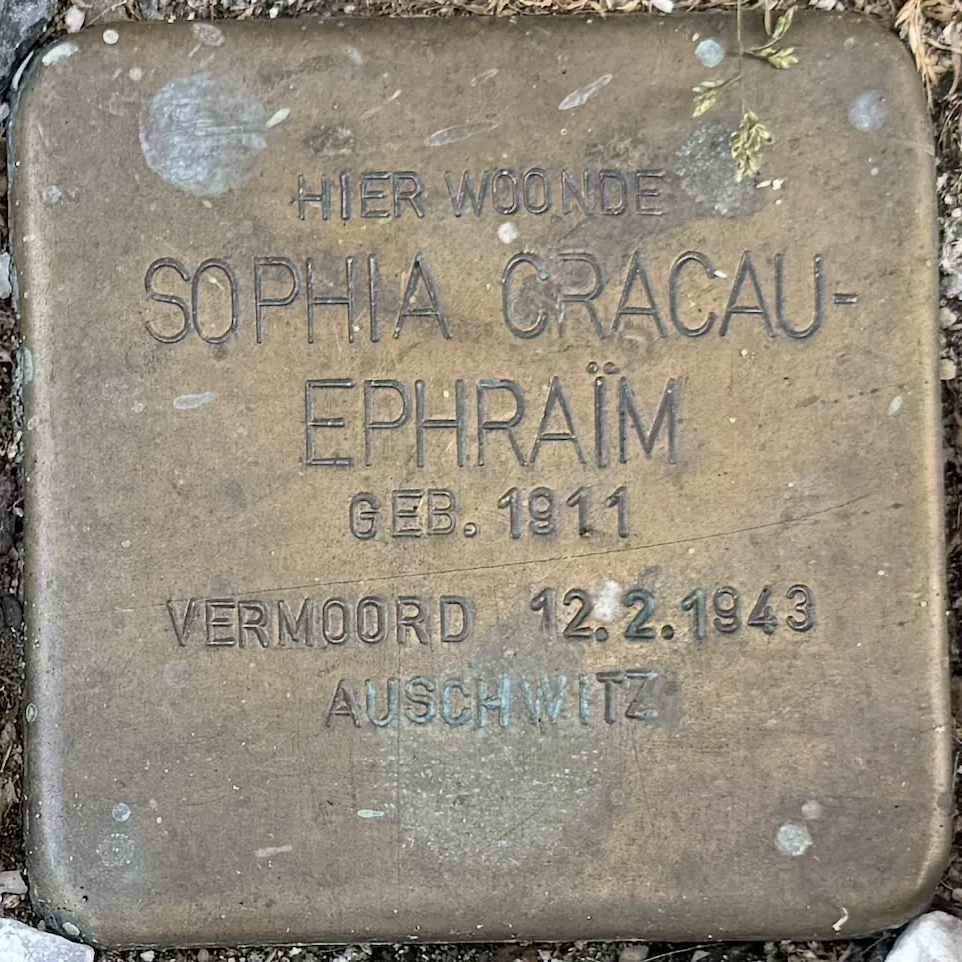 HIER WOONDE
SOPHIA CRACAU-
EPHRAÏM
GEB. 1911
VERMOORD 12.2.1943
AUSCHWITZ